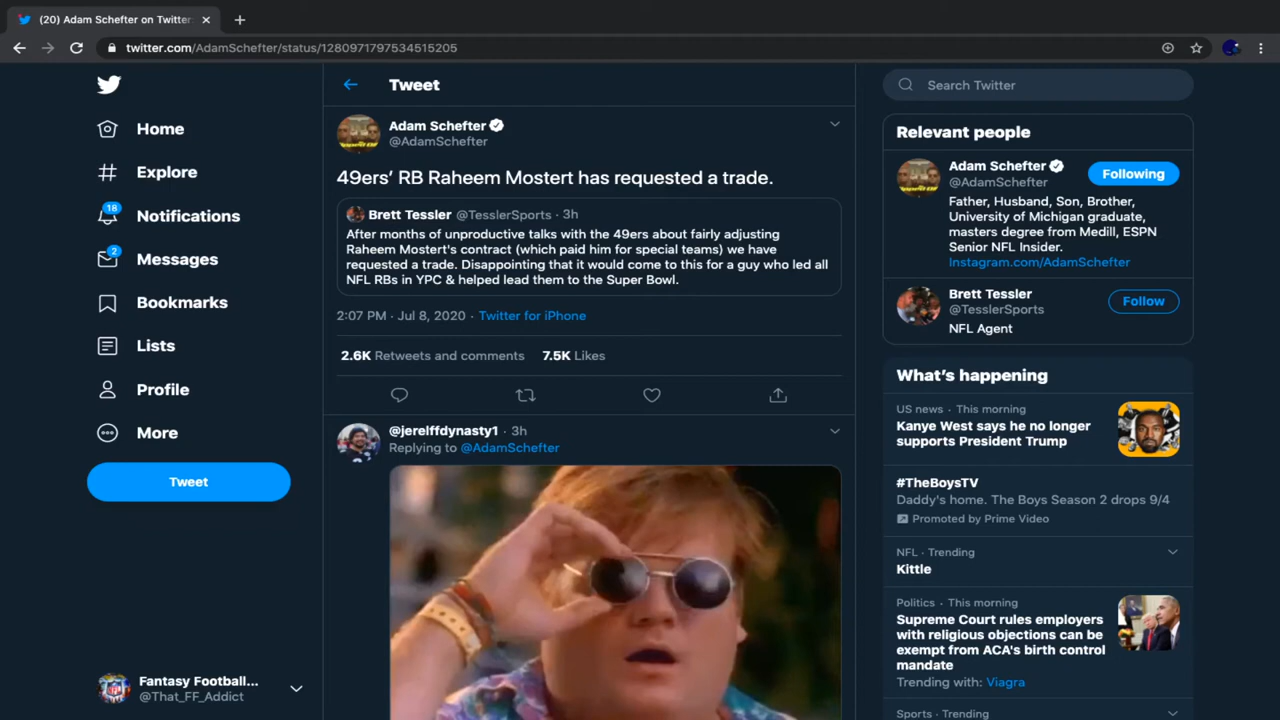 (20) Adam Schefter on Twitter:
twitter.com/AdamSchefter/status/1280971797534515205
Home
Explore
18
Notifications
2
Messages
Bookmarks
Lists
Profile
More
Tweet
Fantasy Football...
@That_FF_Addict
Tweet
Adam Schefter
@AdamSchefter
49ers’ RB Raheem Mostert has requested a trade.
Brett Tessler @TesslerSports · 3h
After months of unproductive talks with the 49ers about fairly adjusting
Raheem Mostert's contract (which paid him for special teams) we have
requested a trade. Disappointing that it would come to this for a guy who led all
NFL RBs in YPC & helped lead them to the Super Bowl.
2:07 PM · Jul 8, 2020 · Twitter for iPhone
2.6K Retweets and comments 7.5K Likes
@jerelffdynasty1 · 3h
Replying to @AdamSchefter
Search Twitter
Relevant people
Adam Schefter
@AdamSchefter
Following
Father, Husband, Son, Brother,
University of Michigan graduate,
masters degree from Medill, ESPN
Senior NFL Insider.
Instagram.com/AdamSchefter
Brett Tessler
@TesslerSports
Follow
NFL Agent
What’s happening
US news · This morning
Kanye West says he no longer
supports President Trump
#TheBoysTV
Daddy's home. The Boys Season 2 drops 9/4
Promoted by Prime Video
NFL · Trending
Kittle
Politics · This morning
Supreme Court rules employers
with religious objections can be
exempt from ACA's birth control
mandate
Trending with: Viagra
Sports · Trending